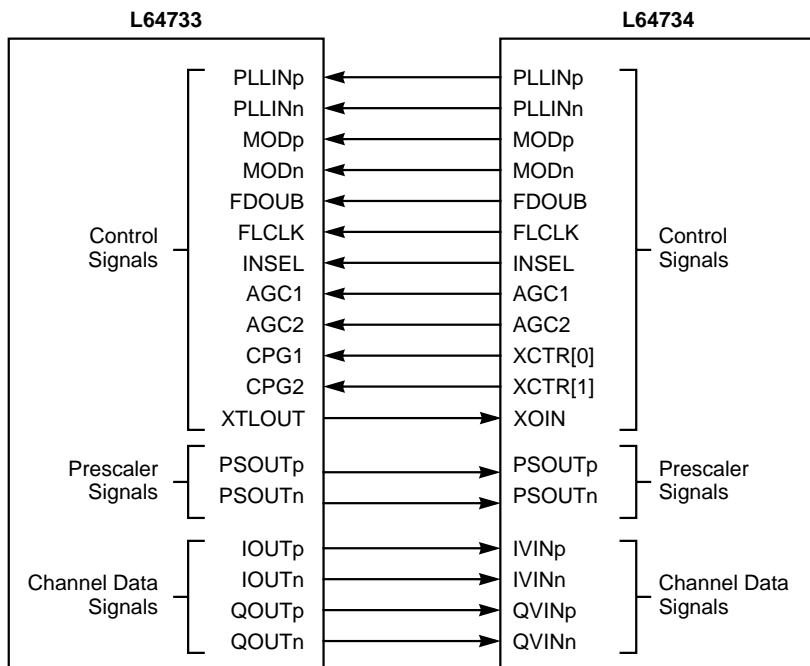 L64733 L64734
PLLINp PLLINp
PLLINn PLLINn
MODp MODp
MODn MODn
FDOUB FDOUB
Control Signals FLCLK FLCLK Control Signals
INSEL INSEL
AGC1 AGC1
AGC2 AGC2
CPG1 XCTR[0]
CPG2 XCTR[1]
XTLOUT XOIN
Prescaler Signals PSOUTp PSOUTp Prescaler Signals
PSOUTn PSOUTn
IOUTp IVINp
Channel Data Signals IOUTn IVINn Channel Data Signals
QOUTp QVINp
QOUTn QVINn